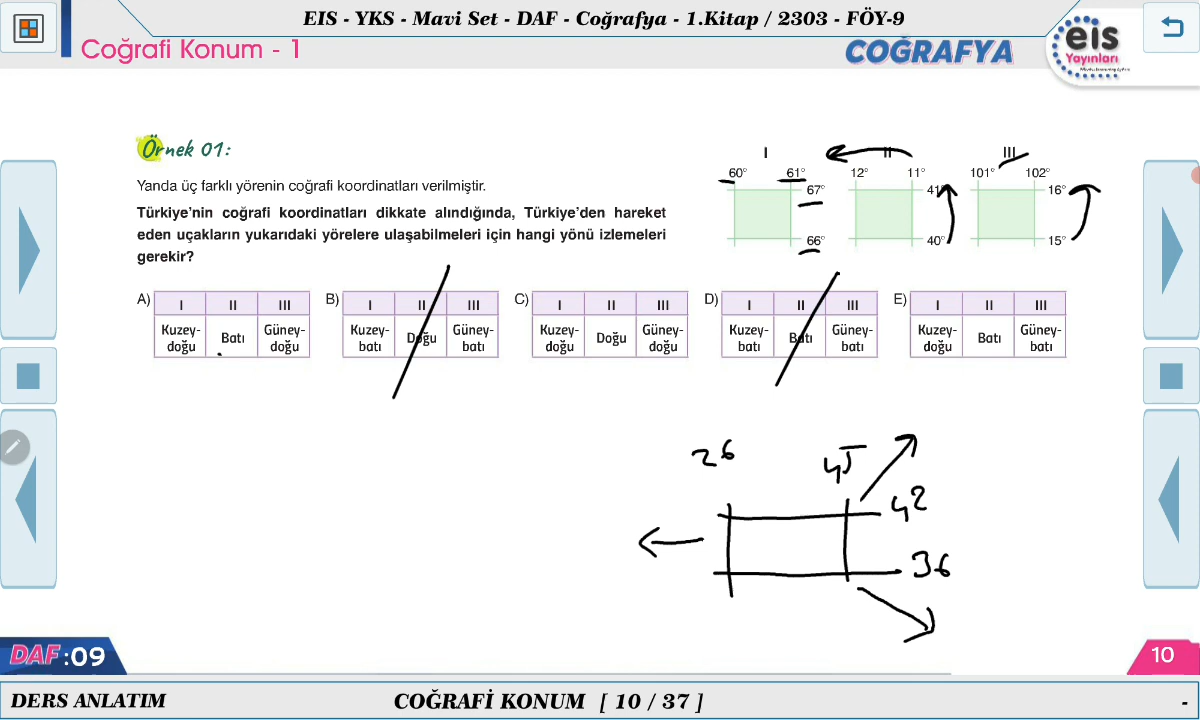 EIS - YKS - Mavi Set - DAF - Coğrafya - 1.Kitap / 2303 - FÖY-9
Coğrafi Konum - 1
COĞRAFYA
eis
Yayınları
Örnek 01:
Yanda üç farklı yörenin coğrafi koordinatları verilmiştir.
Türkiye'nin coğrafi koordinatları dikkate alındığında, Türkiye'den hareket
eden uçakların yukarıdaki yörelere ulaşabilmeleri için hangi yönü izlemeleri
gerekir?
I II III
60° 61° 12° 11° 101° 102°
67° 41° 16°
66° 40° 15°
A) I II III
Kuzey-doğu Batı Güney-doğu
B) I II III
Kuzey-batı Doğu Güney-batı
C) I II III
Kuzey-doğu Doğu Güney-doğu
D) I II III
Kuzey-batı Batı Güney-batı
E) I II III
Kuzey-doğu Batı Güney-batı
26 45
42
36
DAF:09
10
DERS ANLATIM
COĞRAFİ KONUM [ 10 / 37 ]
-